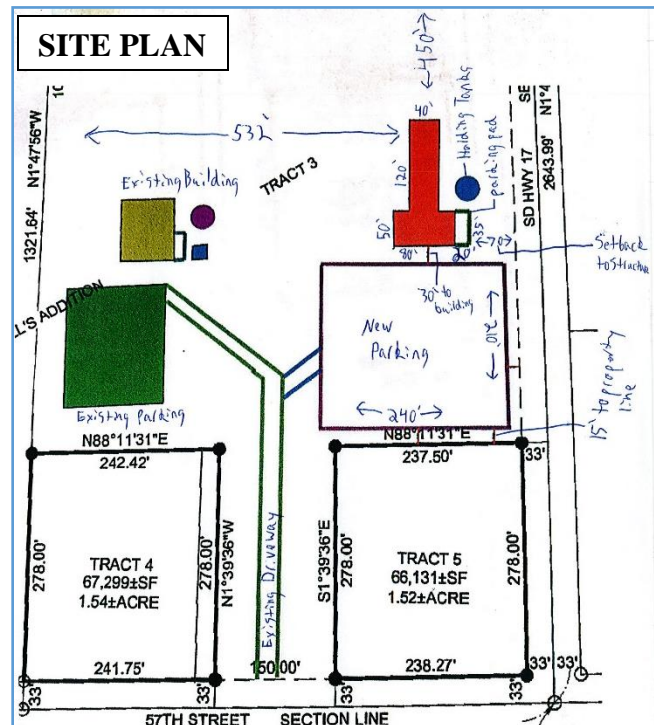 SITE PLAN
450'
532'
40'
Holding Tanks
parking pad
N1°47'56"W
1321.64'
Existing Building
TRACT 3
120'
50'
80'
20'
35'
70'
SD HWY 17
2643.99'
N1°4
SE
Setback
to structure
30' to
building
LL'S ADDITION
New
Parking
210'
240'
15' to property
line
Existing parking
N88°11'31"E
242.42'
N88°11'31"E
237.50'
33'
278.00'
TRACT 4
67,299±SF
1.54±ACRE
278.00'
N1°39'36"W
Existing Driveway
S1°39'36"E
278.00'
TRACT 5
66,131±SF
1.52±ACRE
278.00'
241.75'
150.00'
238.27'
33'
33'
33'
33'
33'
33'
57TH STREET SECTION LINE